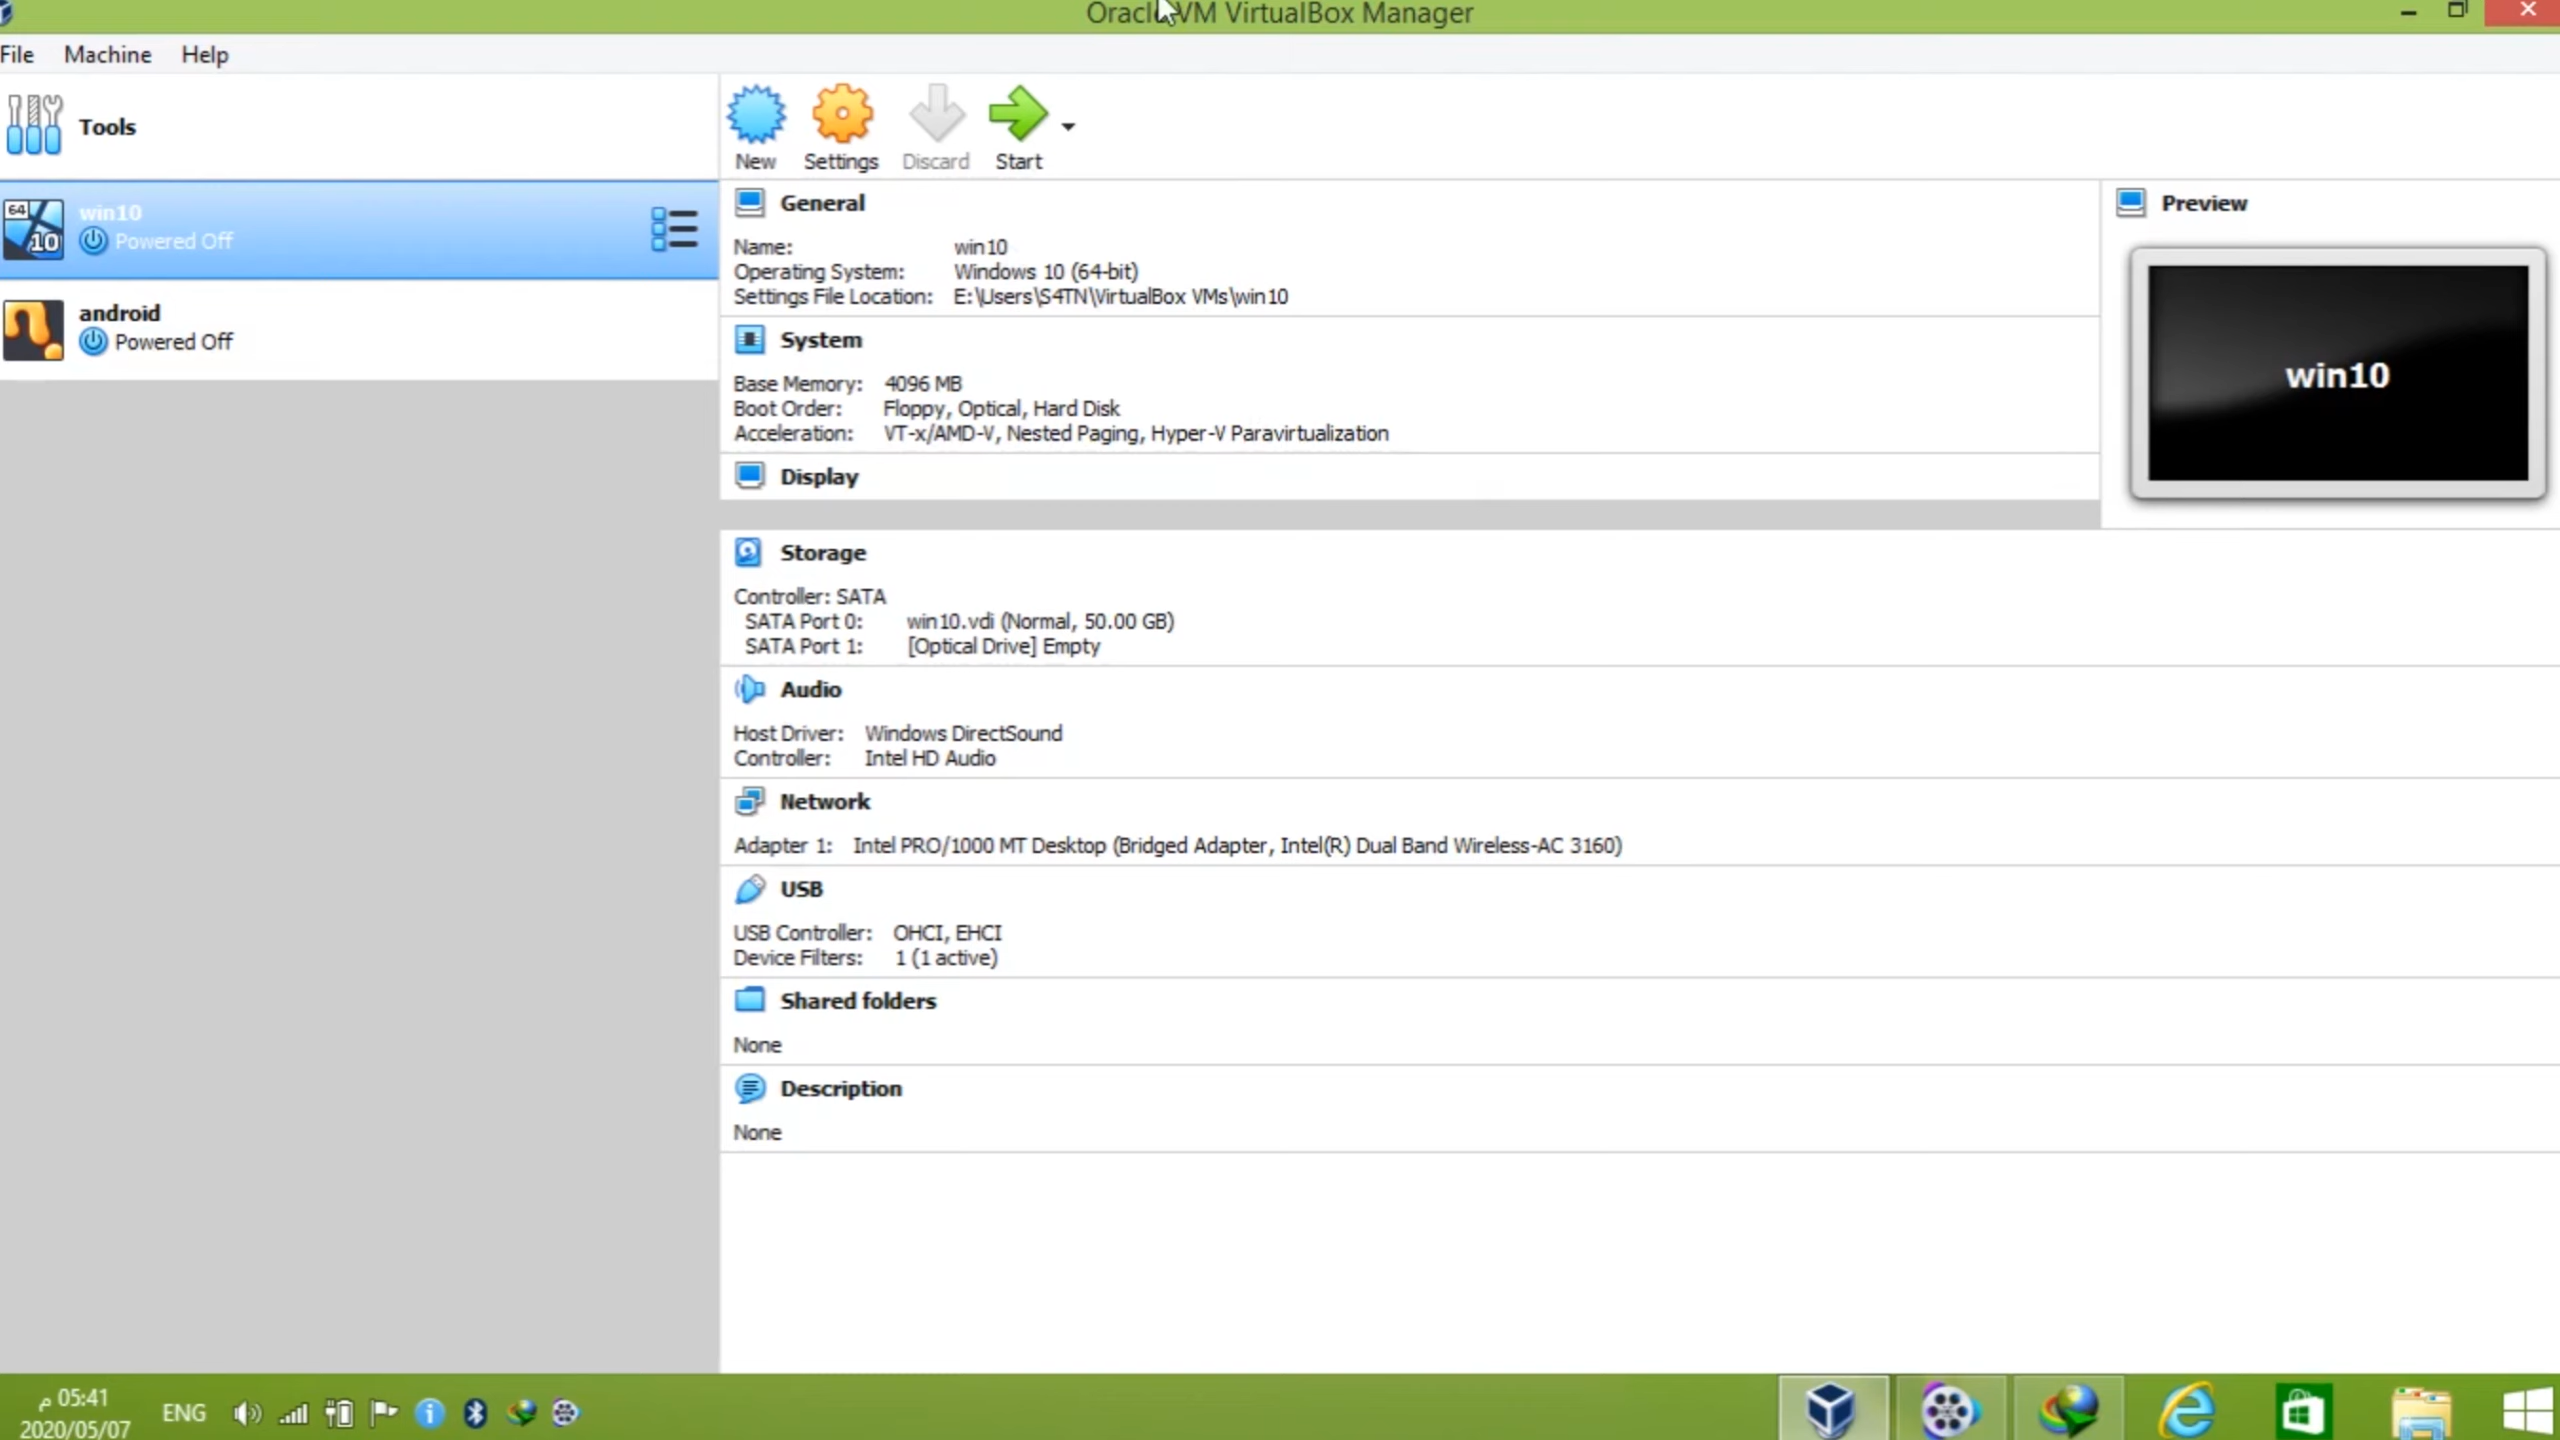 Oracle VM VirtualBox Manager
File Machine Help
Tools
New Settings Discard Start
64
10
win10
Powered Off
android
Powered Off
General
Name: win10
Operating System: Windows 10 (64-bit)
Settings File Location: E:\Users\S4TN\VirtualBox VMs\win10
Preview
win10
System
Base Memory: 4096 MB
Boot Order: Floppy, Optical, Hard Disk
Acceleration: VT-x/AMD-V, Nested Paging, Hyper-V Paravirtualization
Display
Storage
Controller: SATA
SATA Port 0: win10.vdi (Normal, 50.00 GB)
SATA Port 1: [Optical Drive] Empty
Audio
Host Driver: Windows DirectSound
Controller: Intel HD Audio
Network
Adapter 1: Intel PRO/1000 MT Desktop (Bridged Adapter, Intel(R) Dual Band Wireless-AC 3160)
USB
USB Controller: OHCI, EHCI
Device Filters: 1 (1 active)
Shared folders
None
Description
None
05:41 م
2020/05/07
ENG